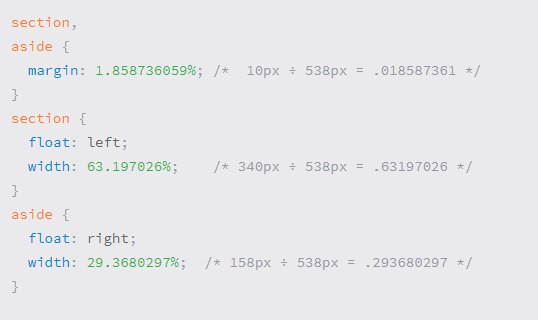 section,
aside {
  margin: 1.858736059%; /*  10px ÷ 538px = .018587361 */
}
section {
  float: left;
  width: 63.197026%;    /* 340px ÷ 538px = .63197026 */
}
aside {
  float: right;
  width: 29.3680297%;  /* 158px ÷ 538px = .293680297 */
}